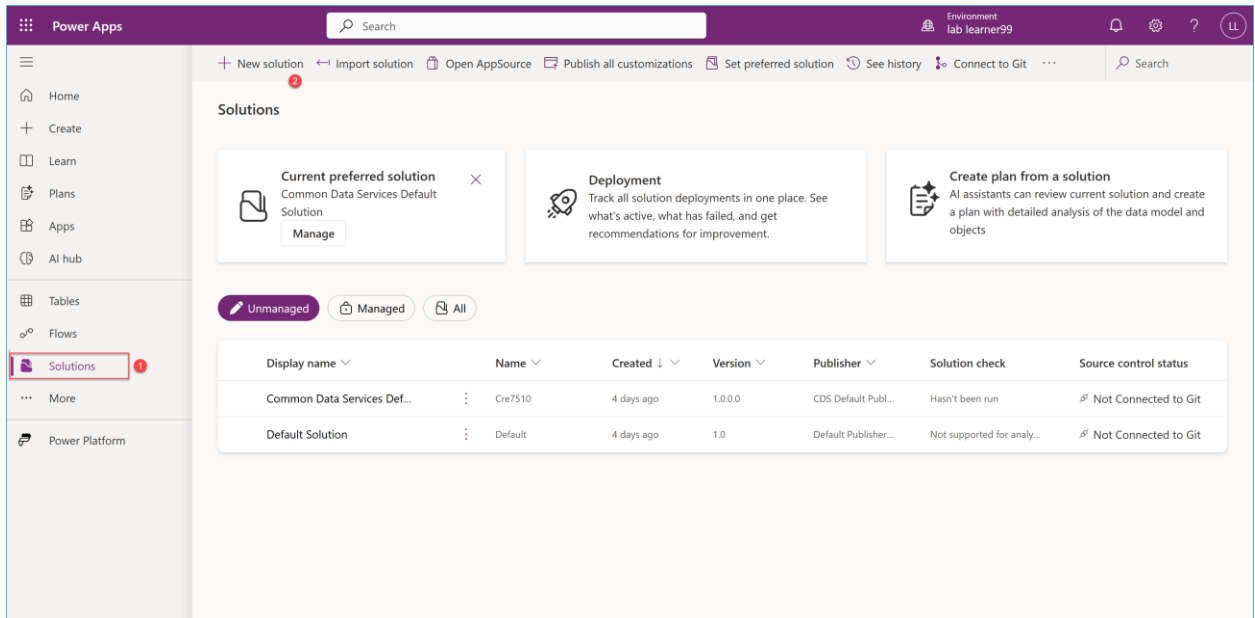 Power Apps
Search
Environment
lab learner99
?
LL
New solution
Import solution
Open AppSource
Publish all customizations
Set preferred solution
See history
Connect to Git
···
Search
2
Home
Create
Learn
Plans
Apps
AI hub
Tables
Flows
Solutions
1
More
Power Platform
Solutions
Current preferred solution
Common Data Services Default
Solution
Manage
Deployment
Track all solution deployments in one place. See
what's active, what has failed, and get
recommendations for improvement.
Create plan from a solution
AI assistants can review current solution and create
a plan with detailed analysis of the data model and
objects
Unmanaged
Managed
All
Display name Name Created ↓ Version Publisher Solution check Source control status
Common Data Services Def... Cre7510 4 days ago 1.0.0.0 CDS Default Publ... Hasn't been run Not Connected to Git
Default Solution Default 4 days ago 1.0 Default Publisher... Not supported for analy... Not Connected to Git